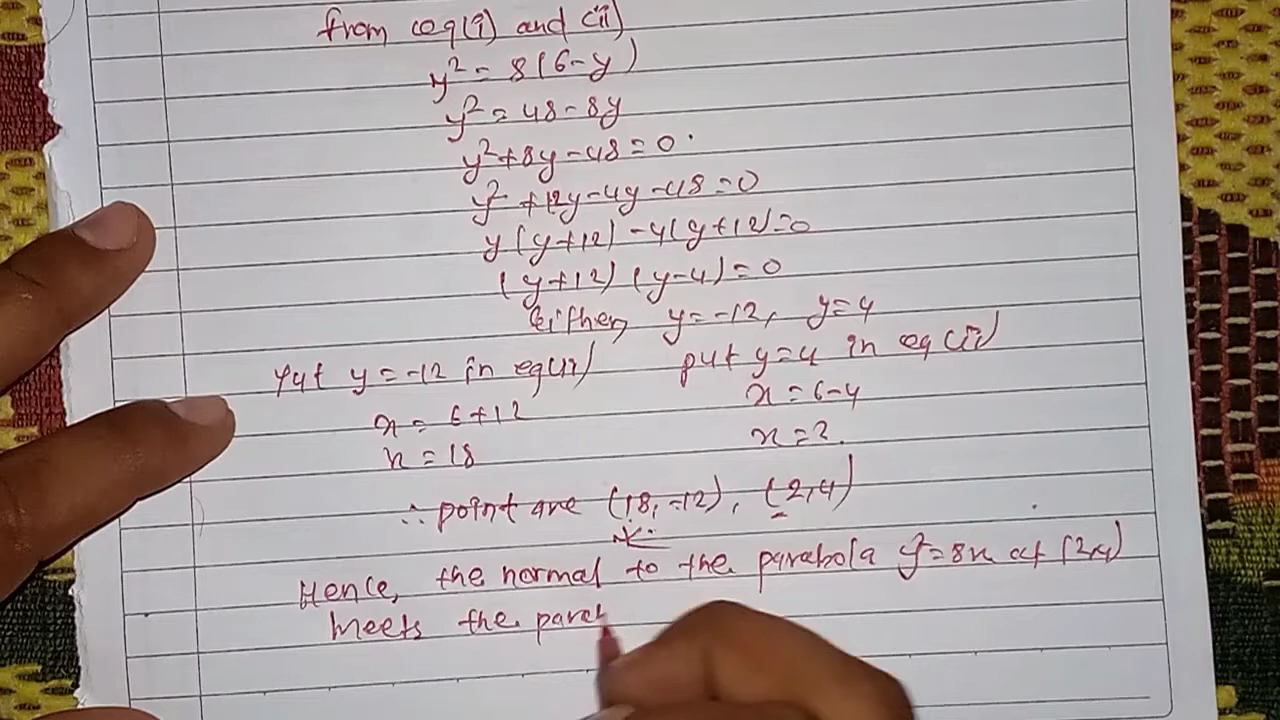 from eq(i) and (ii)
y² = 8(6-y)
y² = 48-8y
y²+8y-48=0.
y²+12y-4y-48=0
y(y+12)-4(y+12)=0
(y+12)(y-4)=0
Either, y=-12, y=4
Put y=-12 in eq(ii) put y=4 in eq(ii)
x = 6+12 x = 6-4
x = 18 x = 2.
∴ point are (18,-12), (2,4)
Hence, the normal to the parabola y²=8x at (2,4)
meets the parab